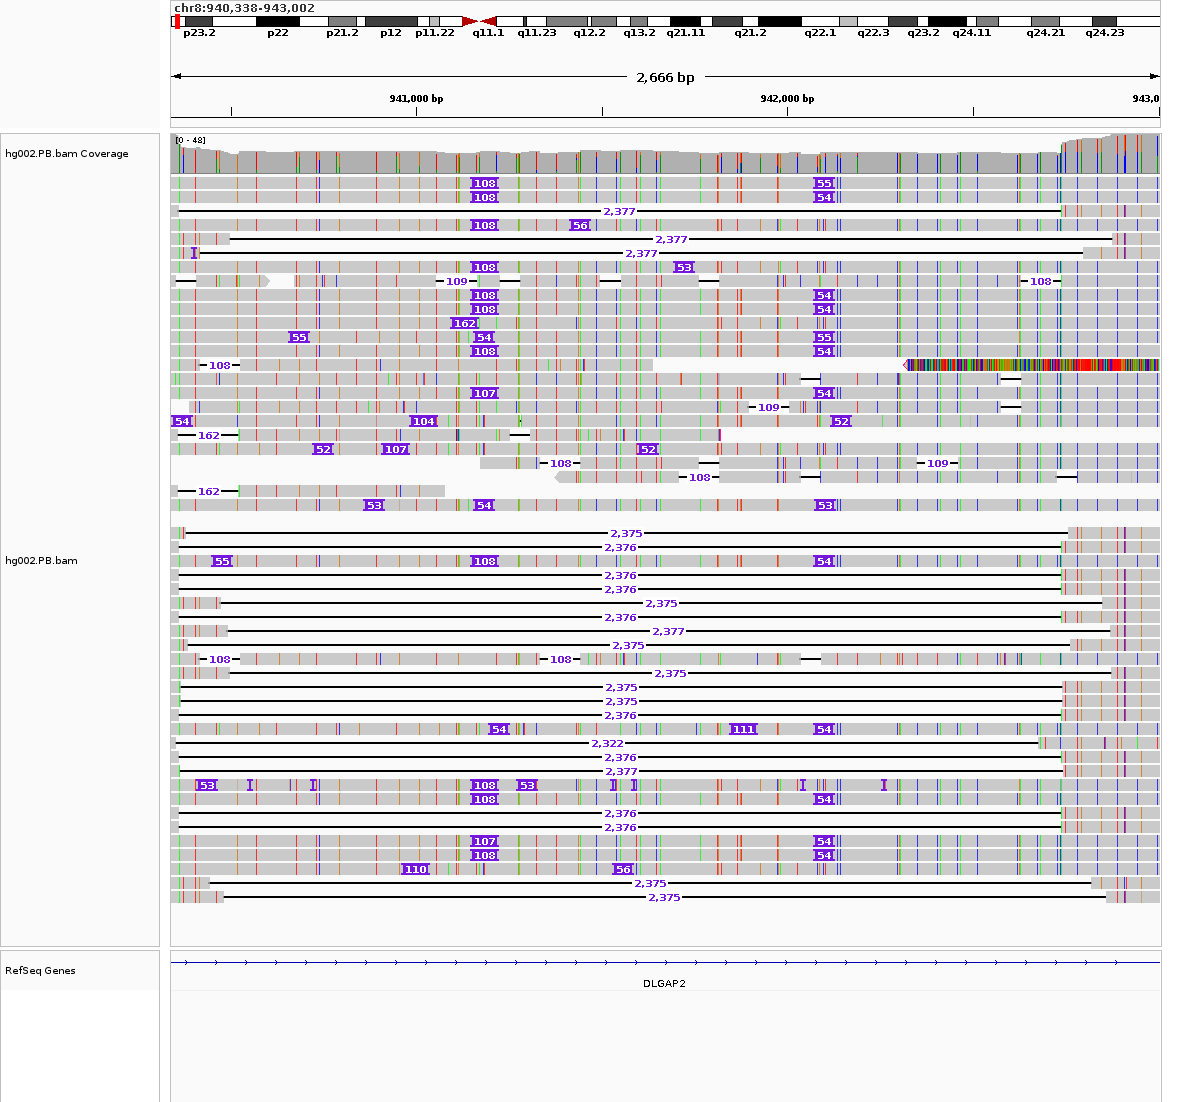 chr8:940,338-943,002
p23.2 p22 p21.2 p12 p11.22 q11.1 q11.23 q12.2 q13.2 q21.11 q21.2 q22.1 q22.3 q23.2 q24.11 q24.21 q24.23
2,666 bp
941,000 bp 942,000 bp 943,0
[0 - 48]
hg002.PB.bam Coverage
108 55
108 54
2,377
108 56
2,377
2,377
108 53
109 108
108 54
108 54
162
55 54 55
108 54
108
107 54
109
54 104 52
162
52 107 52
108 109
108
162
53 54 53
2,375
2,376
hg002.PB.bam
55 108 54
2,376
2,376
2,375
2,376
2,377
2,375
108 108
2,375
2,375
2,375
2,376
54 111 54
2,322
2,376
2,377
53 108 53
108 54
2,376
2,376
107 54
108 54
110 56
2,375
2,375
RefSeq Genes
DLGAP2